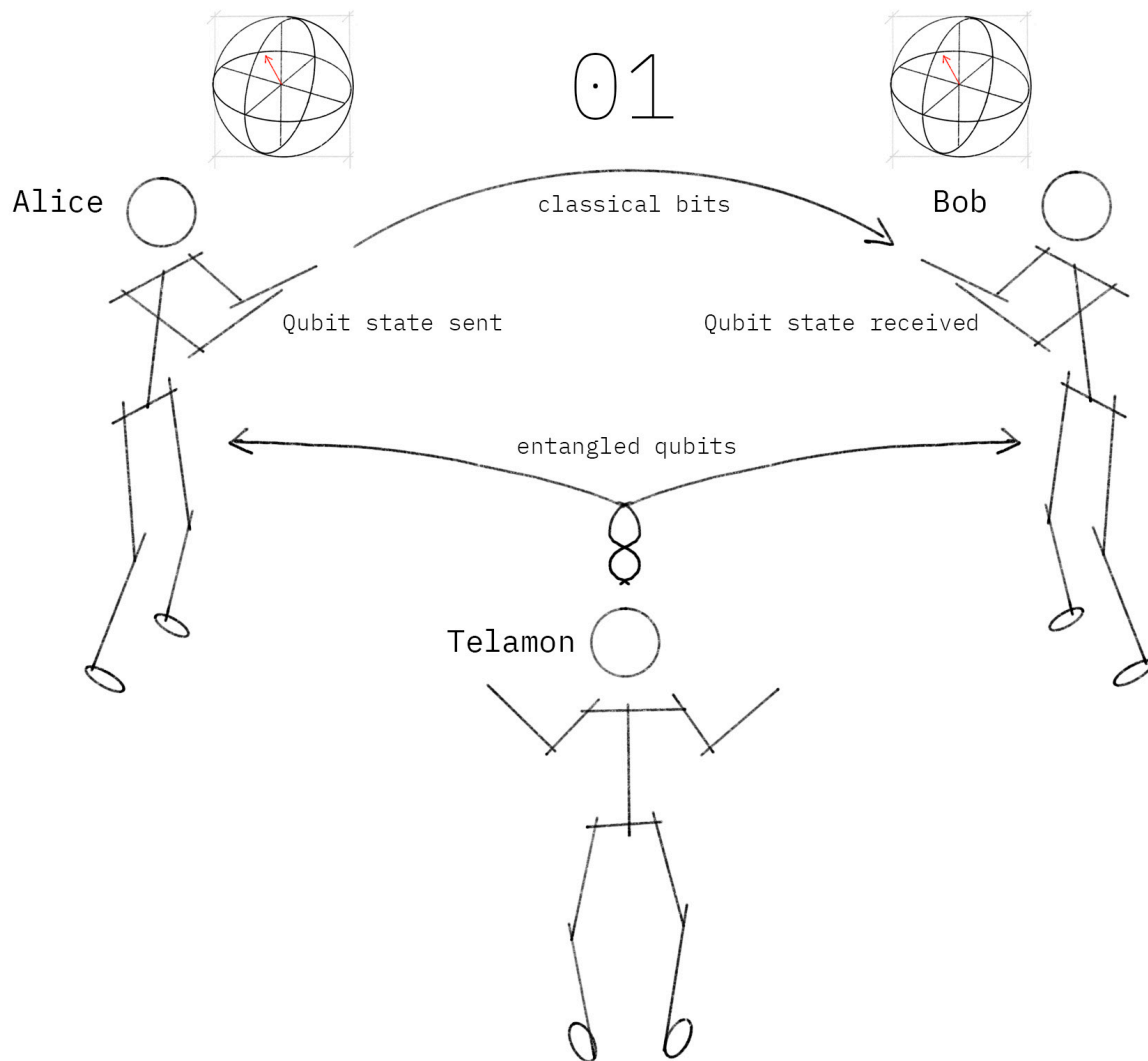 01
Alice
classical bits
Bob
Qubit state sent
Qubit state received
entangled qubits
Telamon